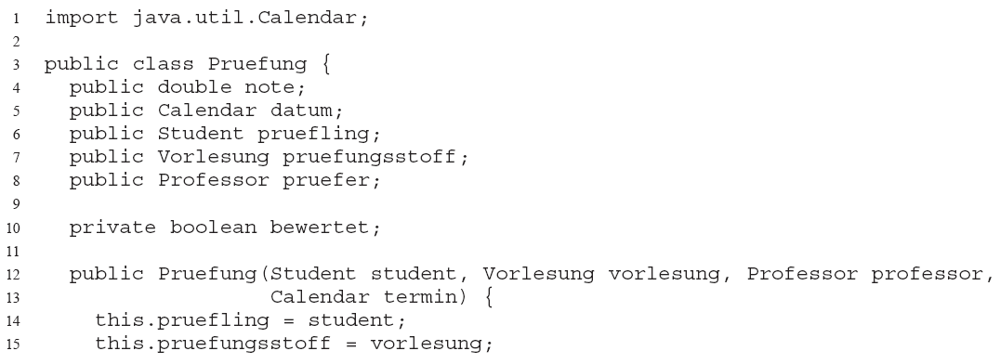 1 import java.util.Calendar;
2
3 public class Pruefung {
4 public double note;
5 public Calendar datum;
6 public Student pruefling;
7 public Vorlesung pruefungsstoff;
8 public Professor pruefer;
9
10 private boolean bewertet;
11
12 public Pruefung(Student student, Vorlesung vorlesung, Professor professor,
13 Calendar termin) {
14 this.pruefling = student;
15 this.pruefungsstoff = vorlesung;